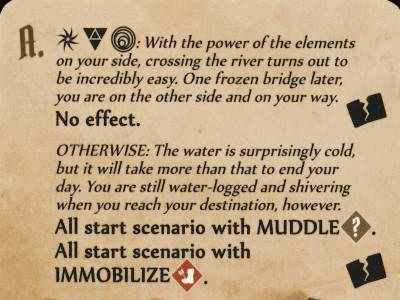 A. : With the power of the elements
on your side, crossing the river turns out to
be incredibly easy. One frozen bridge later,
you are on the other side and on your way.
No effect.
OTHERWISE: The water is surprisingly cold,
but it will take more than that to end your
day. You are still water-logged and shivering
when you reach your destination, however.
All start scenario with MUDDLE ? .
All start scenario with
IMMOBILIZE .